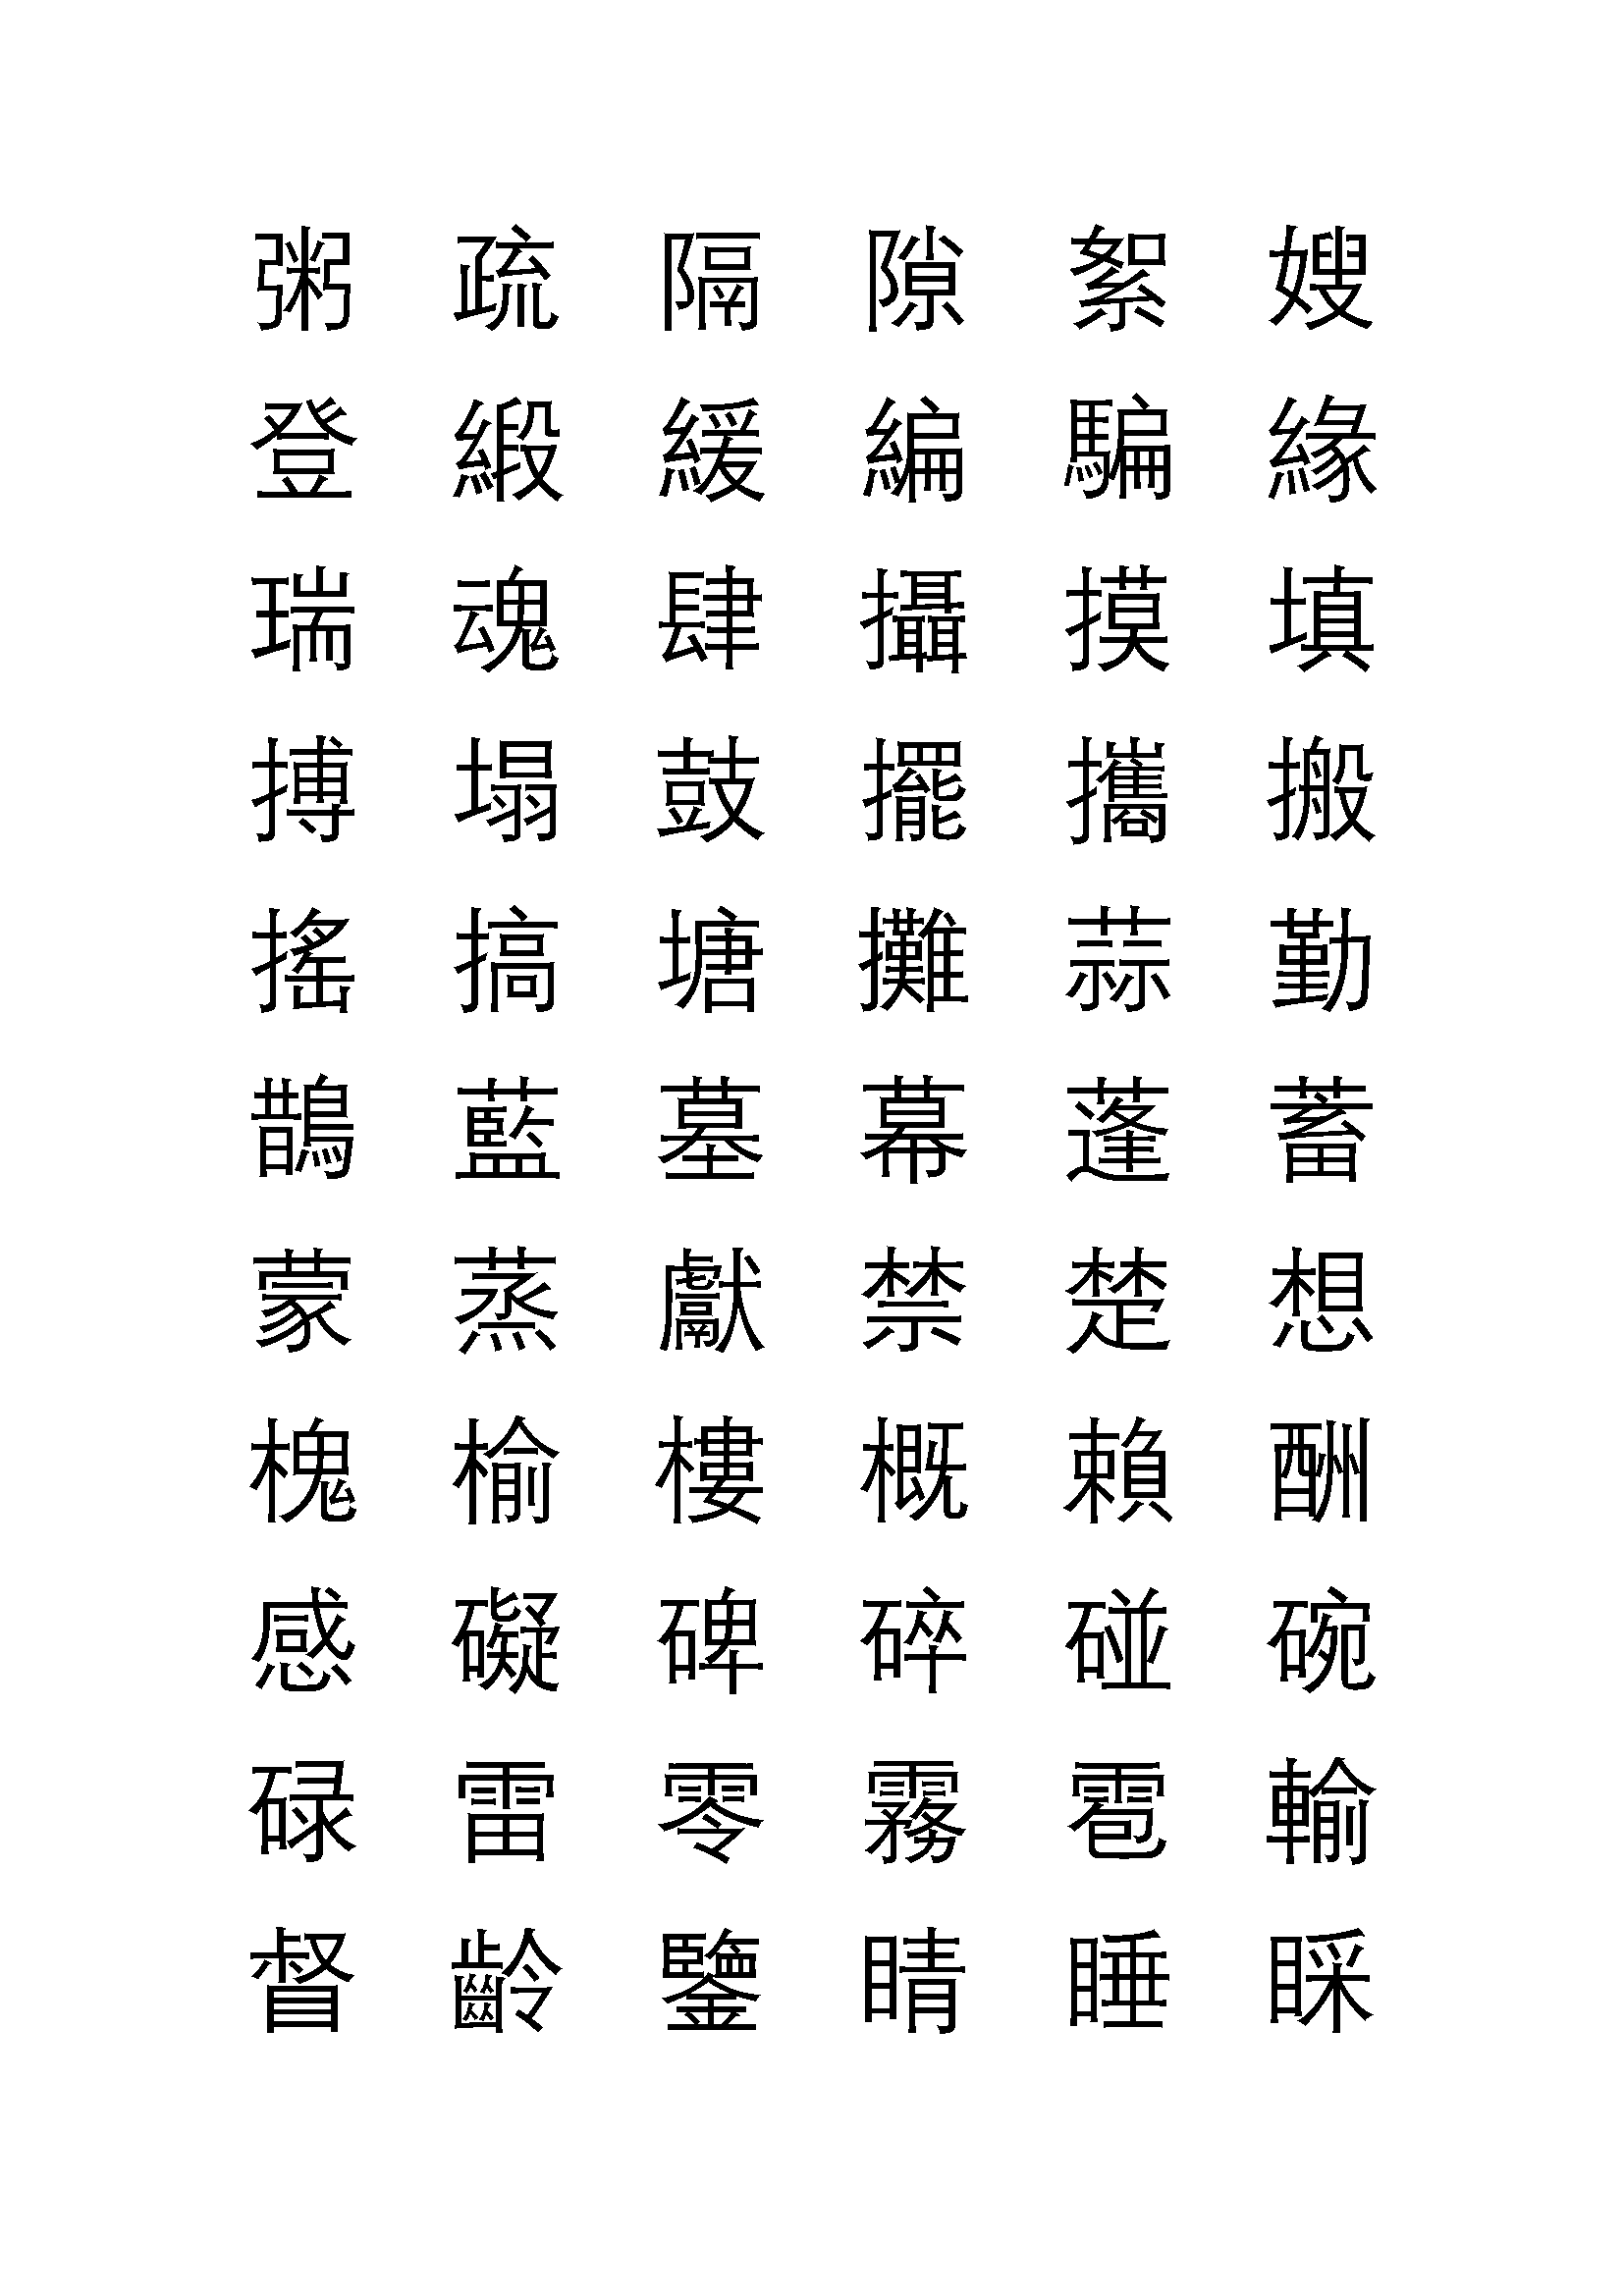 粥 疏 隔 隙 絮 嫂
登 緞 緩 編 騙 緣
瑞 魂 肆 攝 摸 填
搏 塌 鼓 擺 攜 搬
搖 搞 塘 攤 蒜 勤
鵲 藍 墓 幕 蓬 蓄
蒙 蒸 獻 禁 楚 想
槐 榆 樓 概 賴 酬
感 礙 碑 碎 碰 碗
碌 雷 零 霧 雹 輸
督 齡 鑒 睛 睡 睬